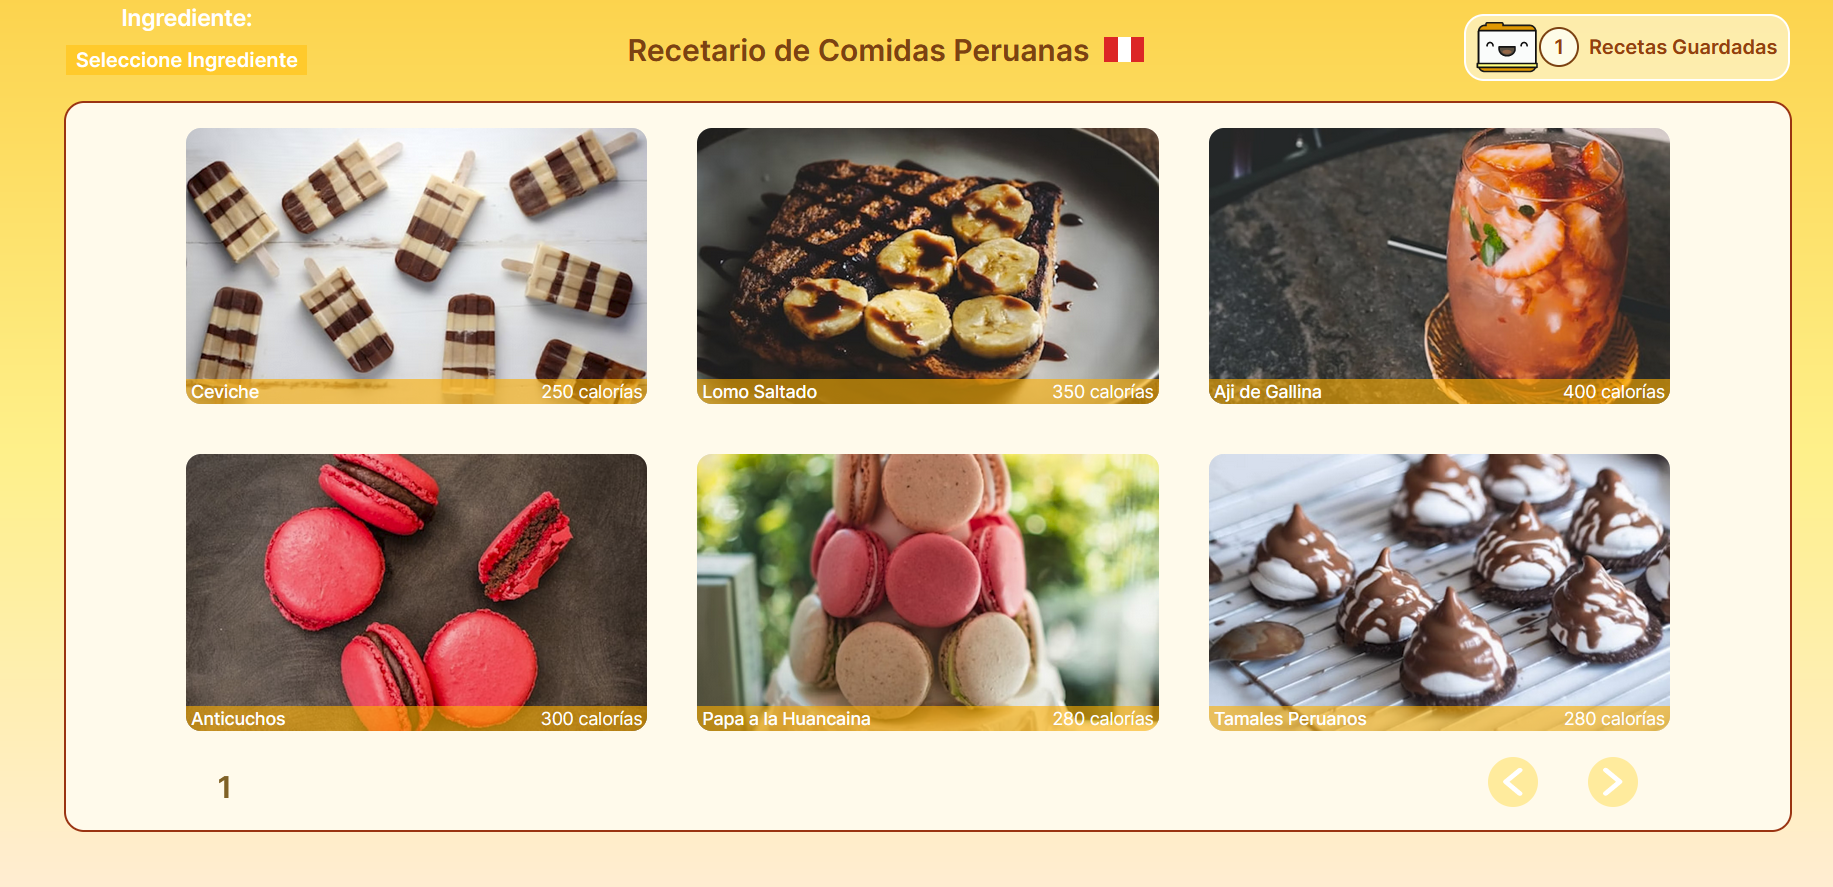 Ingrediente:
Seleccione Ingrediente
Recetario de Comidas Peruanas
1 Recetas Guardadas
Ceviche 250 calorías
Lomo Saltado 350 calorías
Aji de Gallina 400 calorías
Anticuchos 300 calorías
Papa a la Huancaina 280 calorías
Tamales Peruanos 280 calorías
1